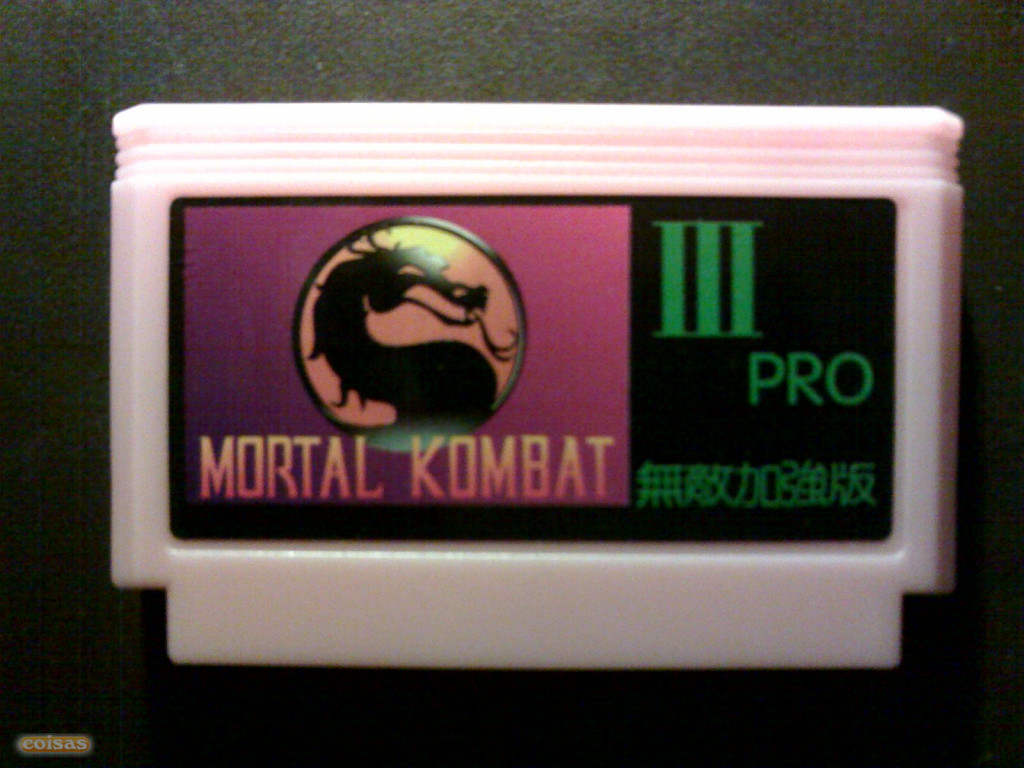 MORTAL KOMBAT
III
PRO
無敵加強版
coisas